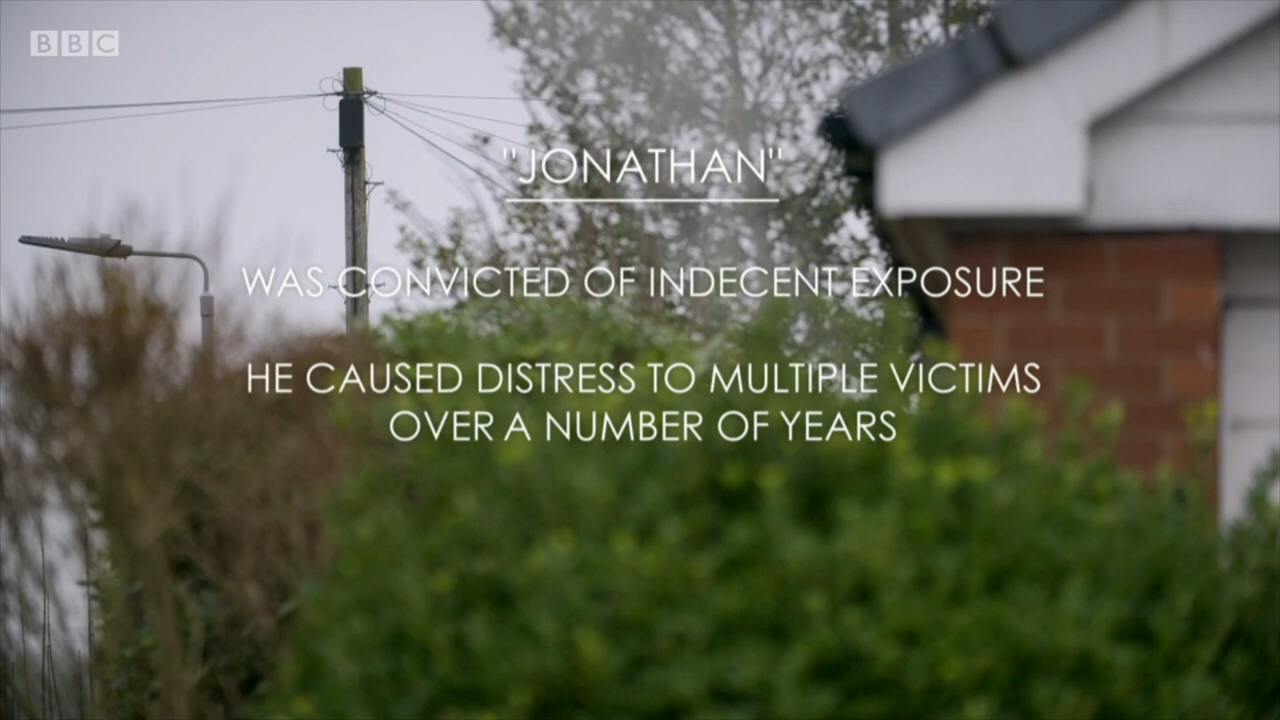 BBC
"JONATHAN"
WAS CONVICTED OF INDECENT EXPOSURE
HE CAUSED DISTRESS TO MULTIPLE VICTIMS
OVER A NUMBER OF YEARS